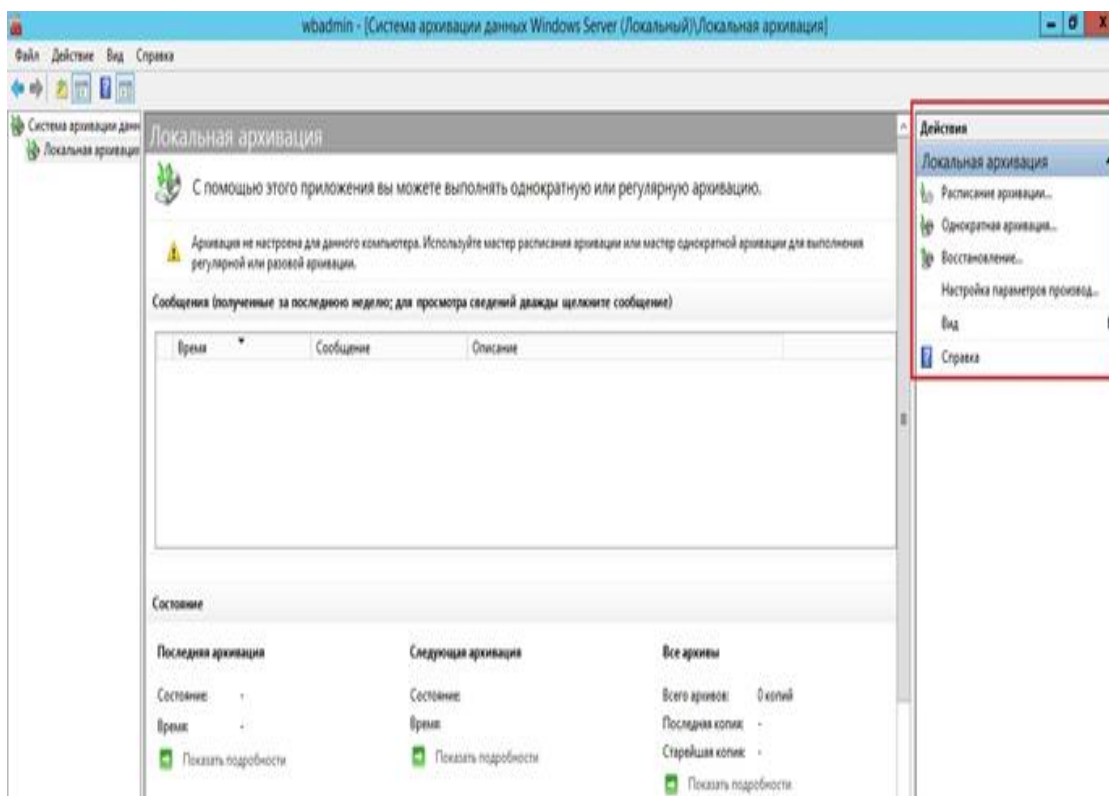 wbadmin - [Система архивации данных Windows Server (Локальный)\Локальная архивация]
Файл Действие Вид Справка
Система архивации данн
Локальная архивация
Локальная архивация
С помощью этого приложения вы можете выполнять однократную или регулярную архивацию.
Архивация не настроена для данного компьютера. Используйте мастер расписания архивации или мастер однократной архивации для выполнения
регулярной или разовой архивации.
Сообщения (полученные за последнюю неделю; для просмотра сведений дважды щелкните сообщение)
Время Сообщение Описание
Состояние
Последняя архивация
Состояние: -
Время: -
Показать подробности
Следующая архивация
Состояние:
Время:
Показать подробности
Все архивы
Всего архивов: 0 копий
Последняя копия: -
Старейшая копия: -
Показать подробности
Действия
Локальная архивация
Расписание архивации...
Однократная архивация...
Восстановление...
Настройка параметров производ...
Вид
Справка